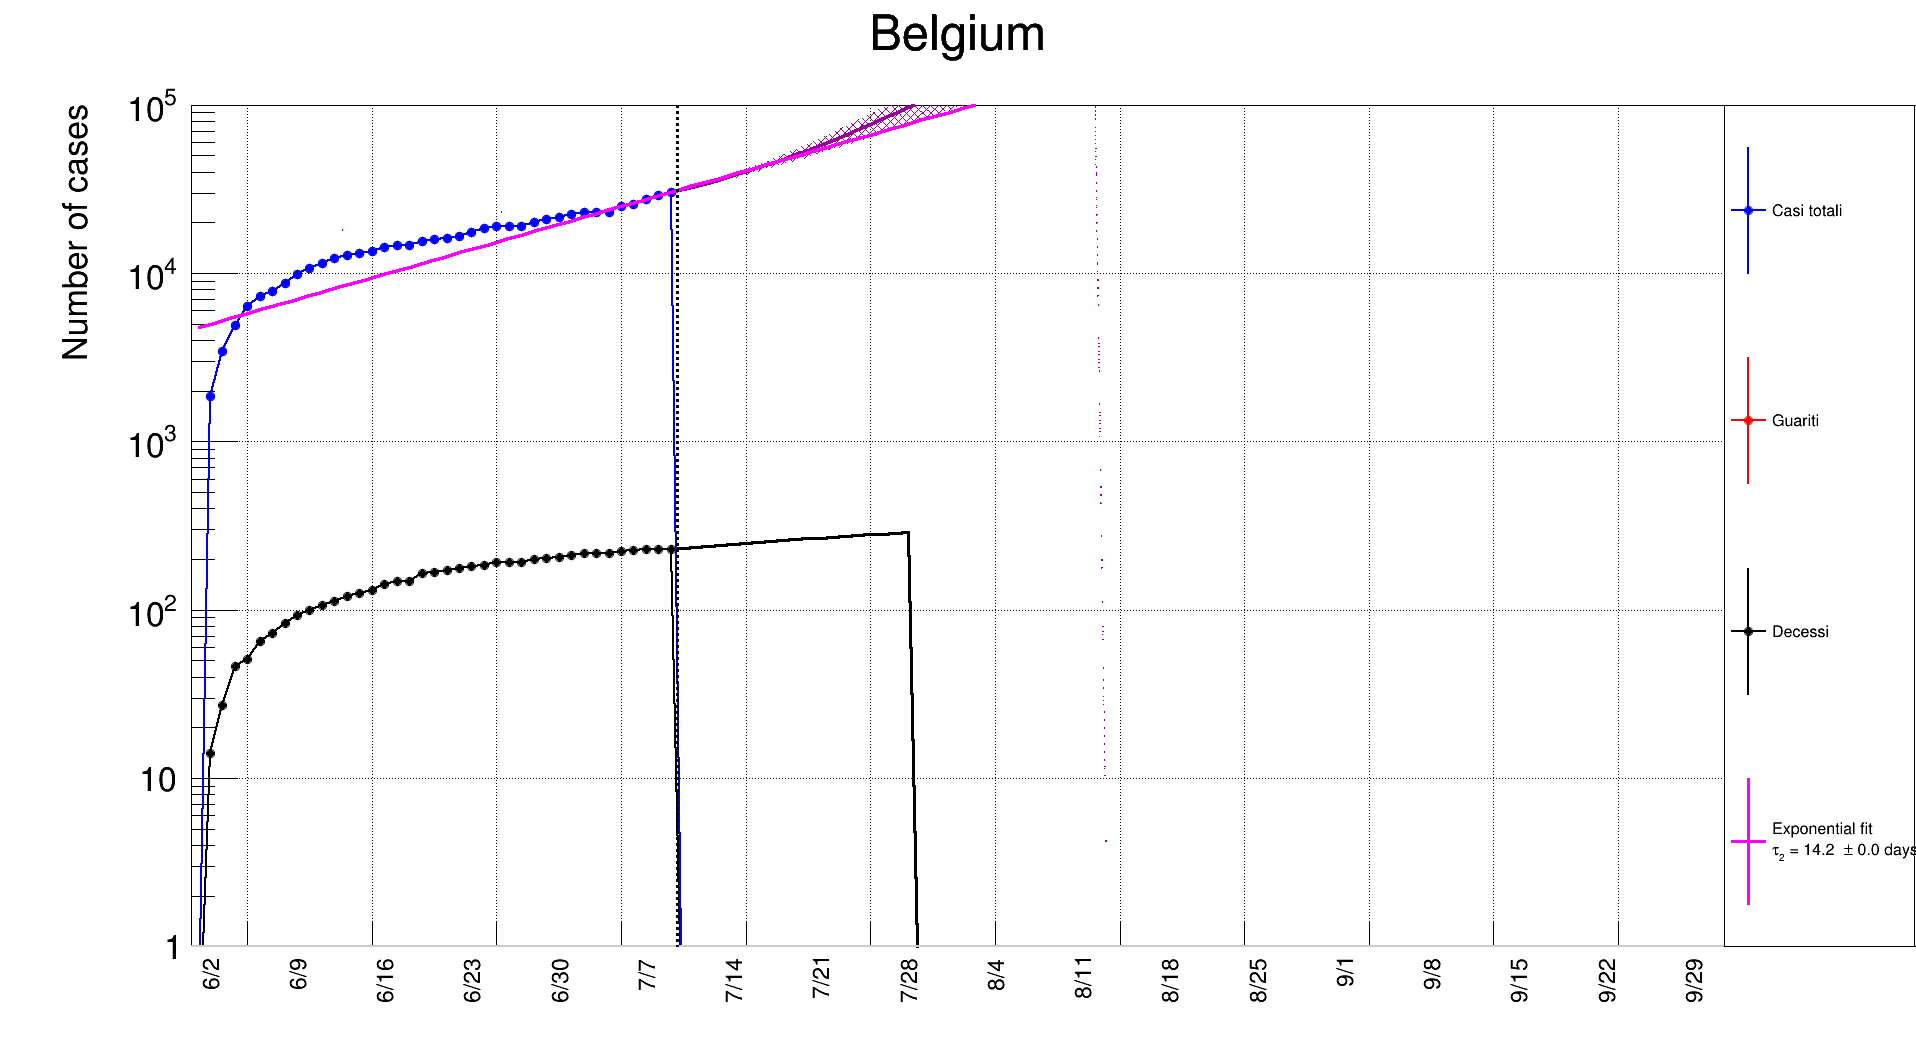 Belgium
Number of cases
10^5
10^4
10^3
10^2
10
1
6/2 6/9 6/16 6/23 6/30 7/7 7/14 7/21 7/28 8/4 8/11 8/18 8/25 9/1 9/8 9/15 9/22 9/29
Casi totali
Guariti
Decessi
Exponential fit
τ₂ = 14.2 ± 0.0 days